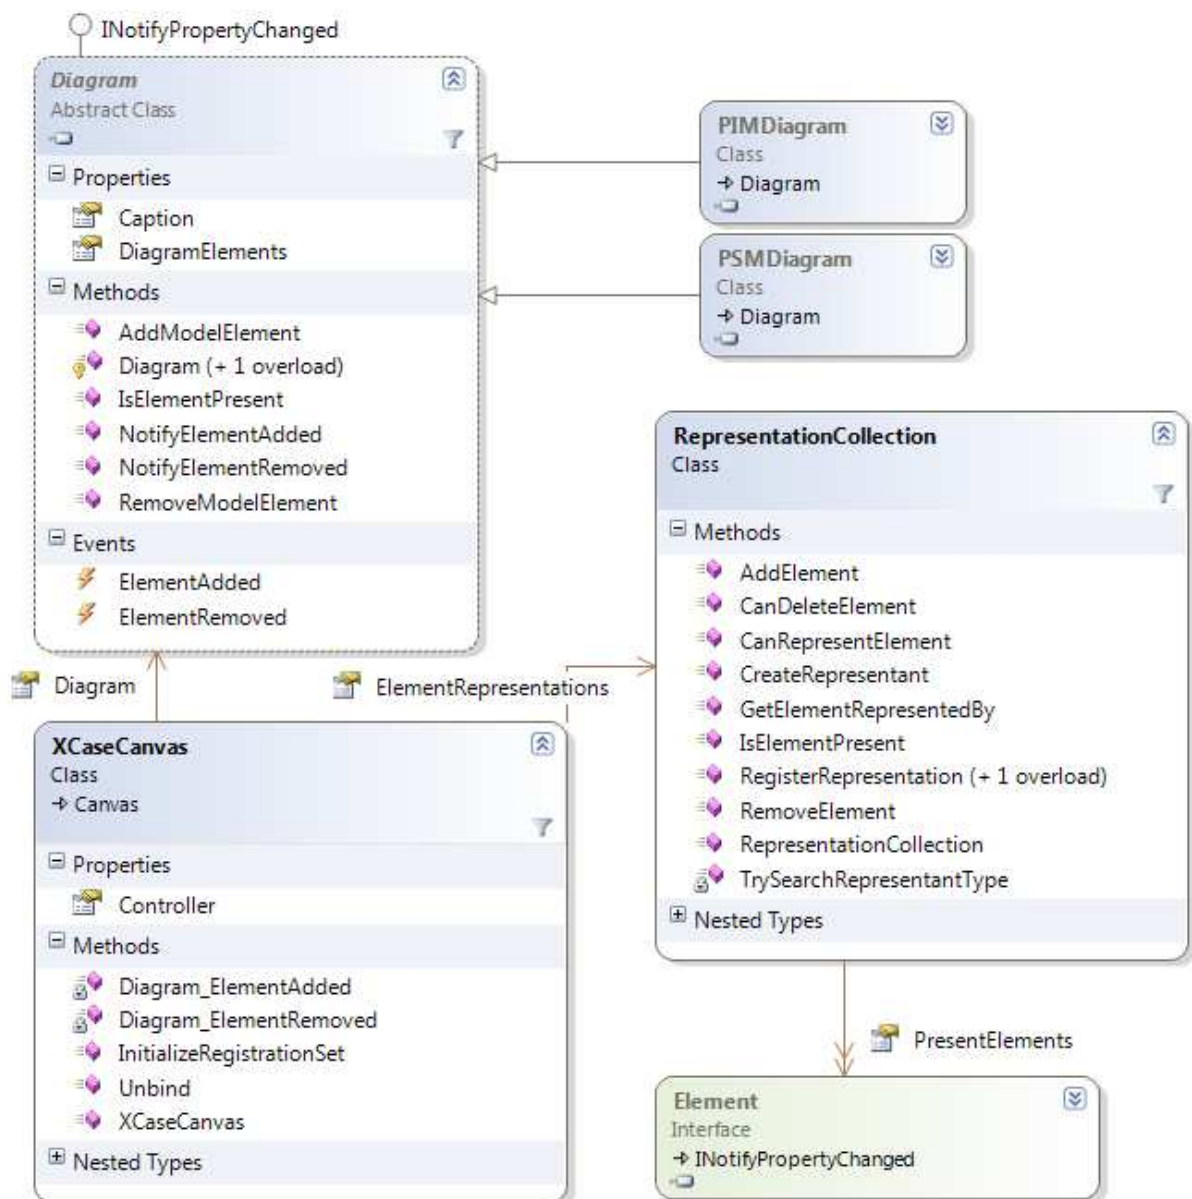 INotifyPropertyChanged
Diagram
Abstract Class
Properties
Caption
DiagramElements
Methods
AddModelElement
Diagram (+ 1 overload)
IsElementPresent
NotifyElementAdded
NotifyElementRemoved
RemoveModelElement
Events
ElementAdded
ElementRemoved
PIMDiagram
Class
Diagram
PSMDiagram
Class
Diagram
RepresentationCollection
Class
Methods
AddElement
CanDeleteElement
CanRepresentElement
CreateRepresentant
GetElementRepresentedBy
IsElementPresent
RegisterRepresentation (+ 1 overload)
RemoveElement
RepresentationCollection
TrySearchRepresentantType
Nested Types
Diagram
ElementRepresentations
XCaseCanvas
Class
Canvas
Properties
Controller
Methods
Diagram_ElementAdded
Diagram_ElementRemoved
InitializeRegistrationSet
Unbind
XCaseCanvas
Nested Types
PresentElements
Element
Interface
INotifyPropertyChanged